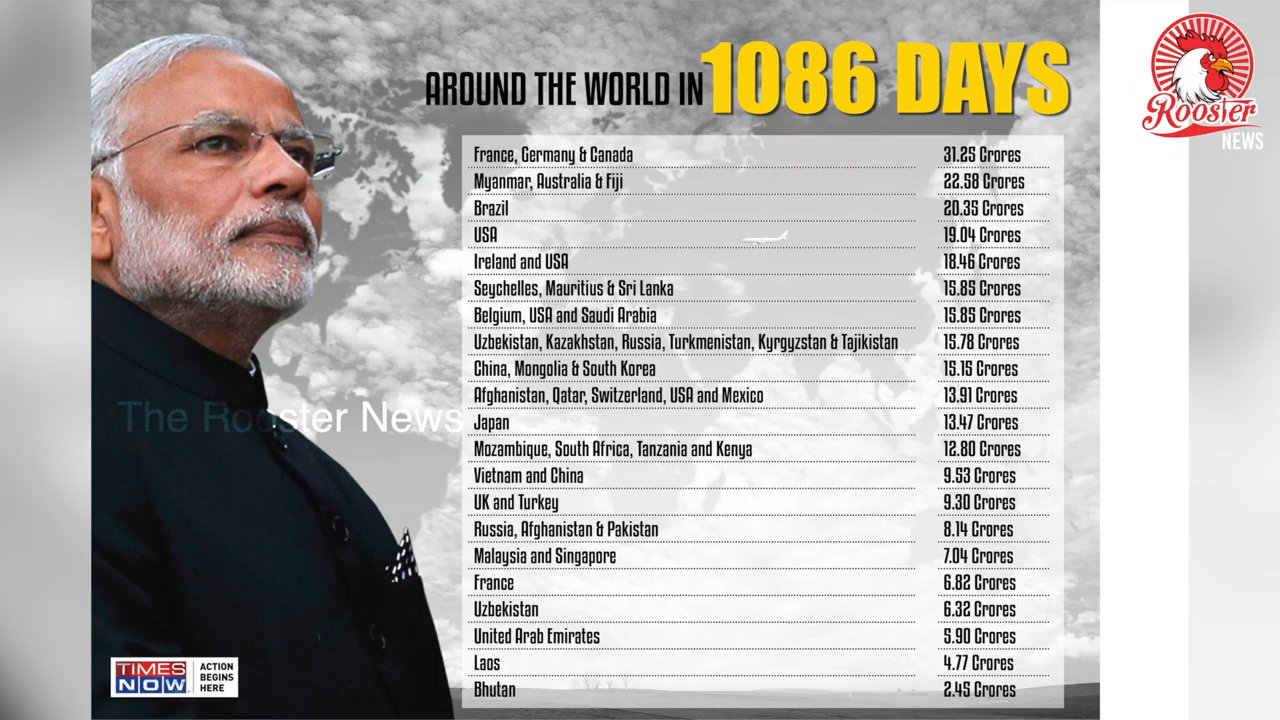 AROUND THE WORLD IN 1086 DAYS
Rooster
NEWS
France, Germany & Canada 31.25 Crores
Myanmar, Australia & Fiji 22.58 Crores
Brazil 20.35 Crores
USA 19.04 Crores
Ireland and USA 18.46 Crores
Seychelles, Mauritius & Sri Lanka 15.85 Crores
Belgium, USA and Saudi Arabia 15.85 Crores
Uzbekistan, Kazakhstan, Russia, Turkmenistan, Kyrgyzstan & Tajikistan 15.78 Crores
China, Mongolia & South Korea 15.15 Crores
Afghanistan, Qatar, Switzerland, USA and Mexico 13.91 Crores
The Rooster News
Japan 13.47 Crores
Mozambique, South Africa, Tanzania and Kenya 12.80 Crores
Vietnam and China 9.53 Crores
UK and Turkey 9.30 Crores
Russia, Afghanistan & Pakistan 8.14 Crores
Malaysia and Singapore 7.04 Crores
France 6.82 Crores
Uzbekistan 6.32 Crores
United Arab Emirates 5.90 Crores
Laos 4.77 Crores
Bhutan 2.45 Crores
TIMES NOW
ACTION
BEGINS
HERE